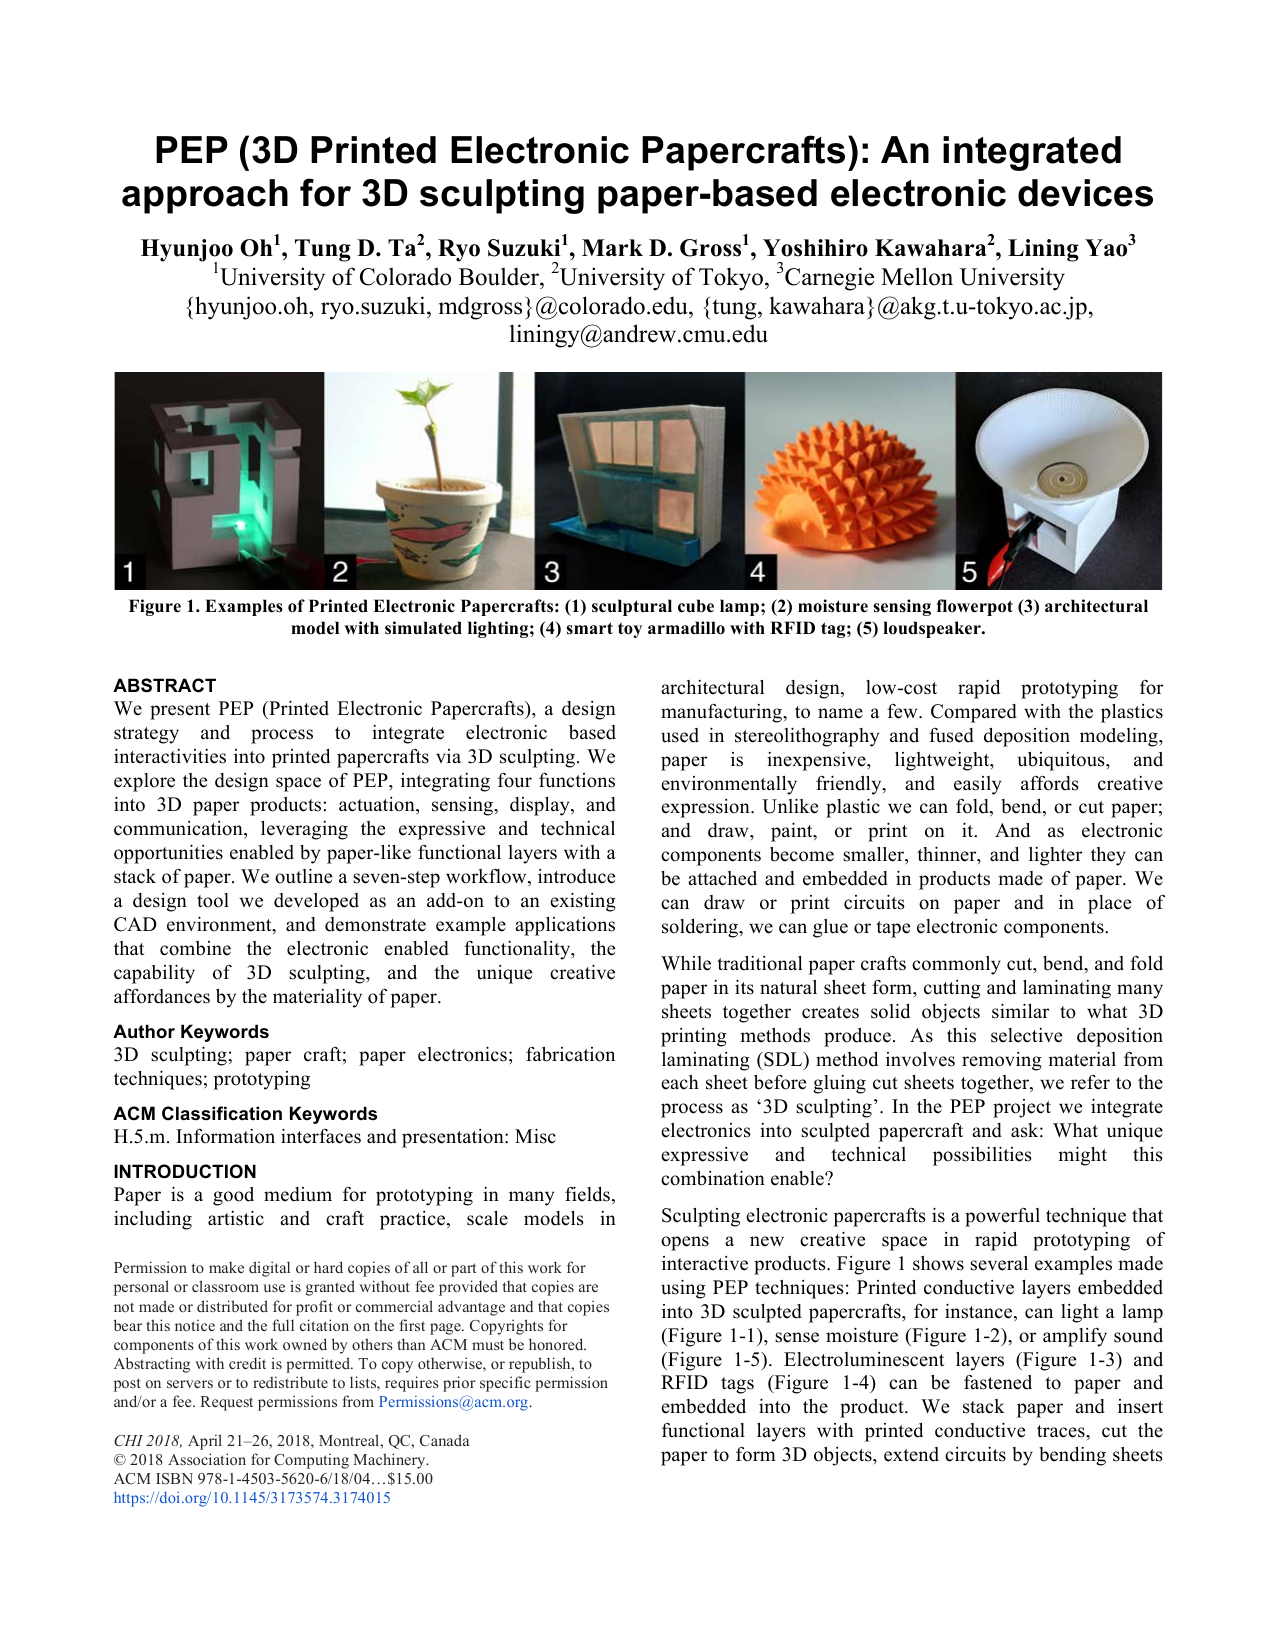 PEP (3D Printed Electronic Papercrafts): An integrated
approach for 3D sculpting paper-based electronic devices
Hyunjoo Oh1, Tung D. Ta2, Ryo Suzuki1, Mark D. Gross1, Yoshihiro Kawahara2, Lining Yao3
1University of Colorado Boulder, 2University of Tokyo, 3Carnegie Mellon University
{hyunjoo.oh, ryo.suzuki, mdgross}@colorado.edu, {tung, kawahara}@akg.t.u-tokyo.ac.jp,
liningy@andrew.cmu.edu
1 2 3 4 5
Figure 1. Examples of Printed Electronic Papercrafts: (1) sculptural cube lamp; (2) moisture sensing flowerpot (3) architectural
model with simulated lighting; (4) smart toy armadillo with RFID tag; (5) loudspeaker.
ABSTRACT
We present PEP (Printed Electronic Papercrafts), a design
strategy and process to integrate electronic based
interactivities into printed papercrafts via 3D sculpting. We
explore the design space of PEP, integrating four functions
into 3D paper products: actuation, sensing, display, and
communication, leveraging the expressive and technical
opportunities enabled by paper-like functional layers with a
stack of paper. We outline a seven-step workflow, introduce
a design tool we developed as an add-on to an existing
CAD environment, and demonstrate example applications
that combine the electronic enabled functionality, the
capability of 3D sculpting, and the unique creative
affordances by the materiality of paper.
Author Keywords
3D sculpting; paper craft; paper electronics; fabrication
techniques; prototyping
ACM Classification Keywords
H.5.m. Information interfaces and presentation: Misc
INTRODUCTION
Paper is a good medium for prototyping in many fields,
including artistic and craft practice, scale models in
Permission to make digital or hard copies of all or part of this work for
personal or classroom use is granted without fee provided that copies are
not made or distributed for profit or commercial advantage and that copies
bear this notice and the full citation on the first page. Copyrights for
components of this work owned by others than ACM must be honored.
Abstracting with credit is permitted. To copy otherwise, or republish, to
post on servers or to redistribute to lists, requires prior specific permission
and/or a fee. Request permissions from Permissions@acm.org.
CHI 2018, April 21–26, 2018, Montreal, QC, Canada
© 2018 Association for Computing Machinery.
ACM ISBN 978-1-4503-5620-6/18/04…$15.00
https://doi.org/10.1145/3173574.3174015
architectural design, low-cost rapid prototyping for
manufacturing, to name a few. Compared with the plastics
used in stereolithography and fused deposition modeling,
paper is inexpensive, lightweight, ubiquitous, and
environmentally friendly, and easily affords creative
expression. Unlike plastic we can fold, bend, or cut paper;
and draw, paint, or print on it. And as electronic
components become smaller, thinner, and lighter they can
be attached and embedded in products made of paper. We
can draw or print circuits on paper and in place of
soldering, we can glue or tape electronic components.
While traditional paper crafts commonly cut, bend, and fold
paper in its natural sheet form, cutting and laminating many
sheets together creates solid objects similar to what 3D
printing methods produce. As this selective deposition
laminating (SDL) method involves removing material from
each sheet before gluing cut sheets together, we refer to the
process as ‘3D sculpting’. In the PEP project we integrate
electronics into sculpted papercraft and ask: What unique
expressive and technical possibilities might this
combination enable?
Sculpting electronic papercrafts is a powerful technique that
opens a new creative space in rapid prototyping of
interactive products. Figure 1 shows several examples made
using PEP techniques: Printed conductive layers embedded
into 3D sculpted papercrafts, for instance, can light a lamp
(Figure 1-1), sense moisture (Figure 1-2), or amplify sound
(Figure 1-5). Electroluminescent layers (Figure 1-3) and
RFID tags (Figure 1-4) can be fastened to paper and
embedded into the product. We stack paper and insert
functional layers with printed conductive traces, cut the
paper to form 3D objects, extend circuits by bending sheets